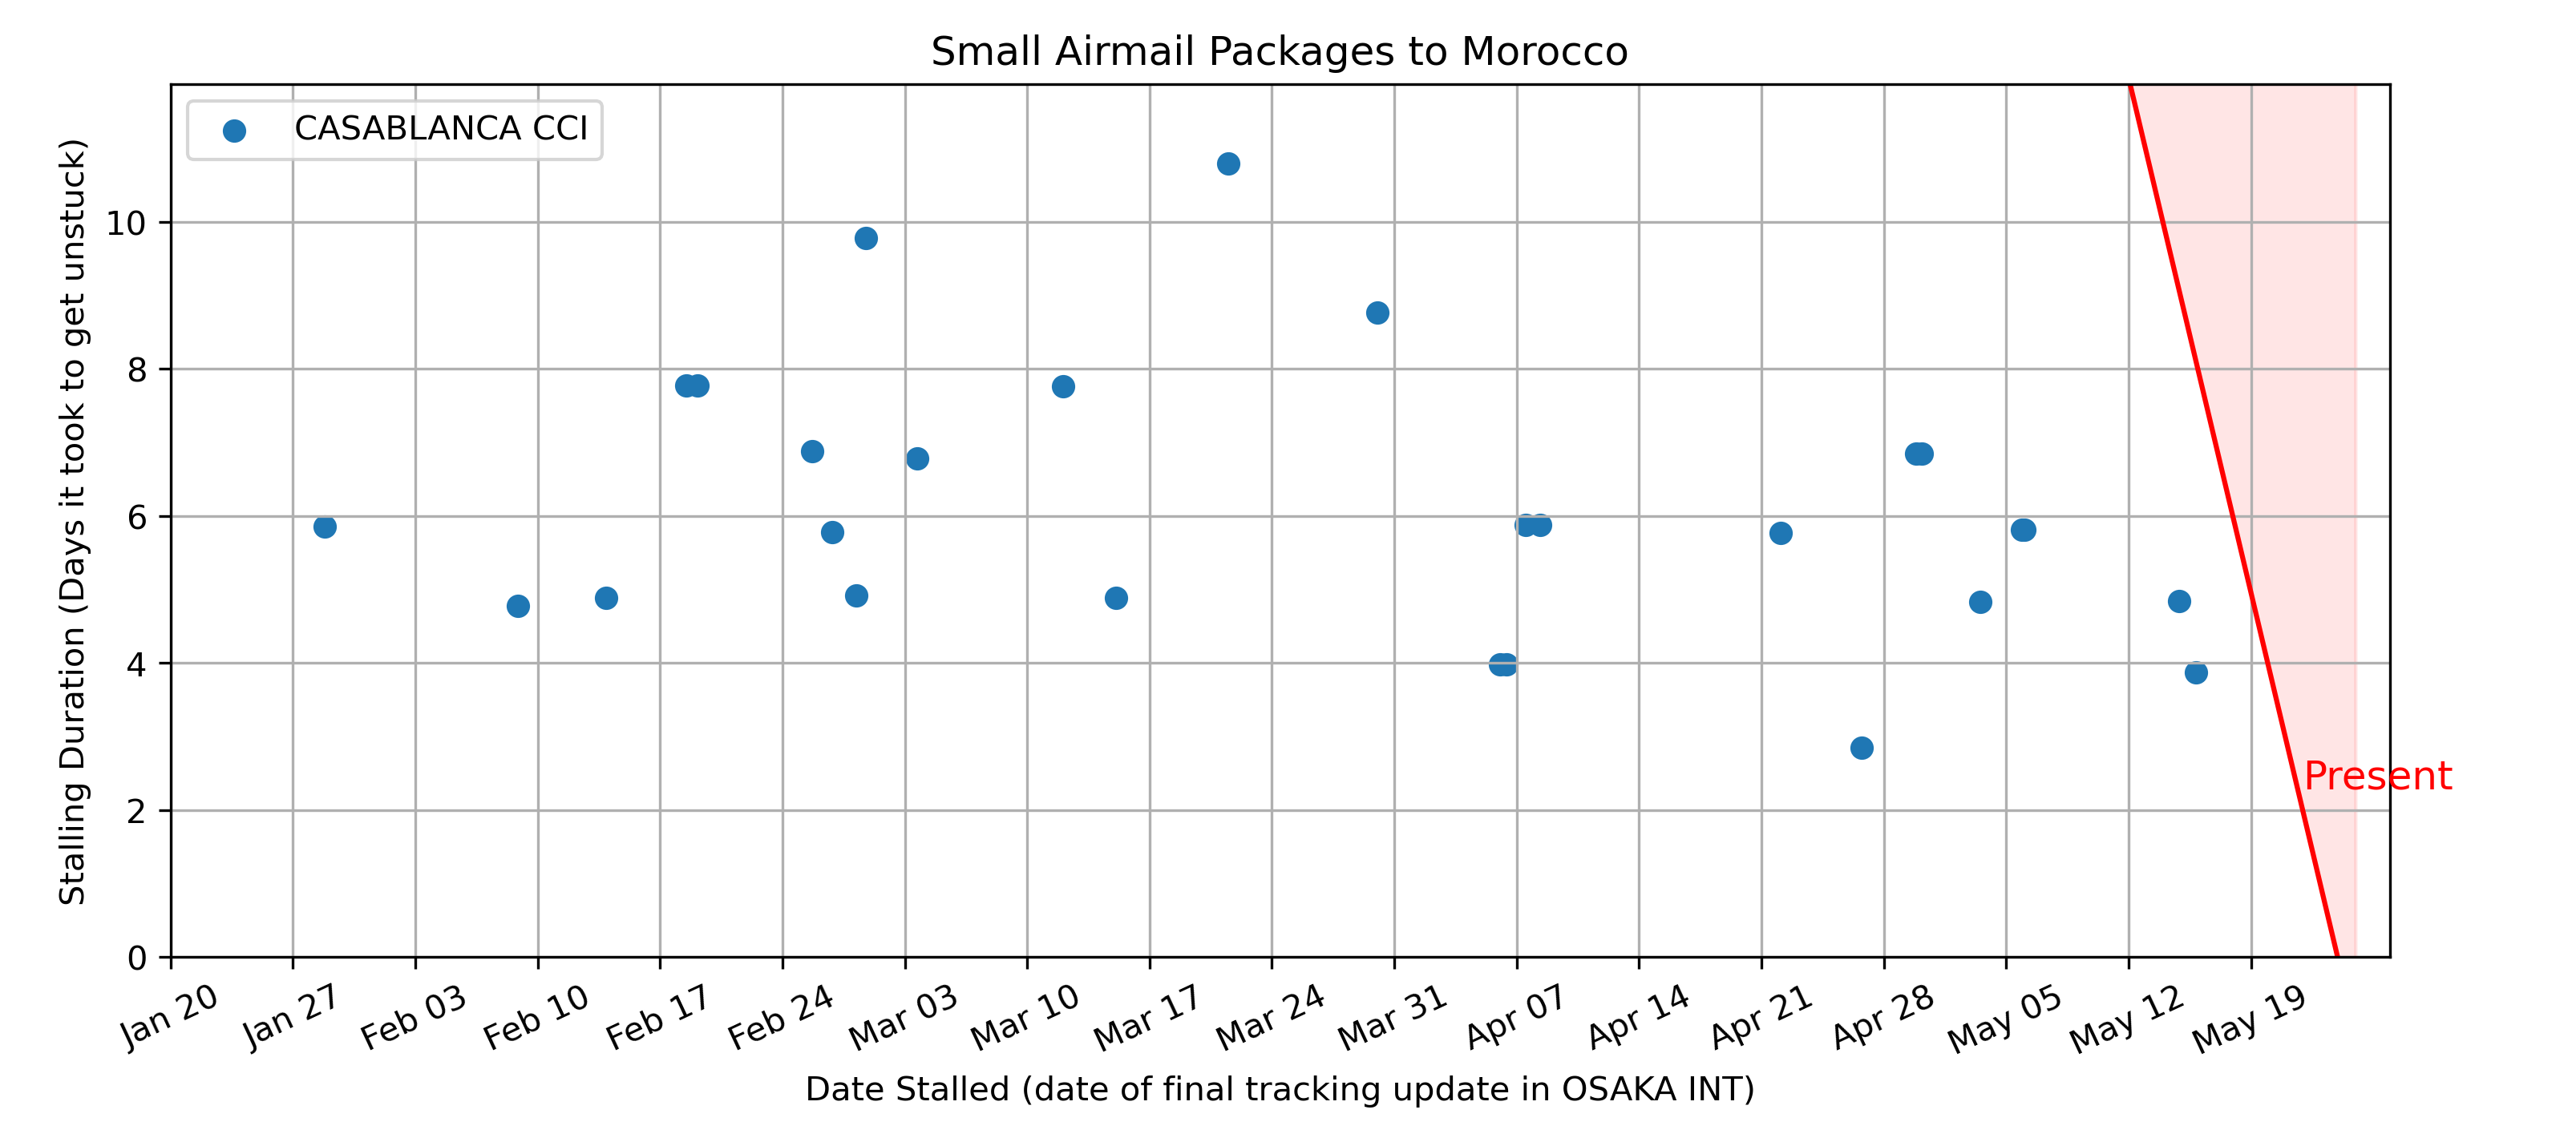 Small Airmail Packages to Morocco
CASABLANCA CCI
Stalling Duration (Days it took to get unstuck)
10
8
6
4
2
0
Present
Jan 20
Jan 27
Feb 03
Feb 10
Feb 17
Feb 24
Mar 03
Mar 10
Mar 17
Mar 24
Mar 31
Apr 07
Apr 14
Apr 21
Apr 28
May 05
May 12
May 19
Date Stalled (date of final tracking update in OSAKA INT)